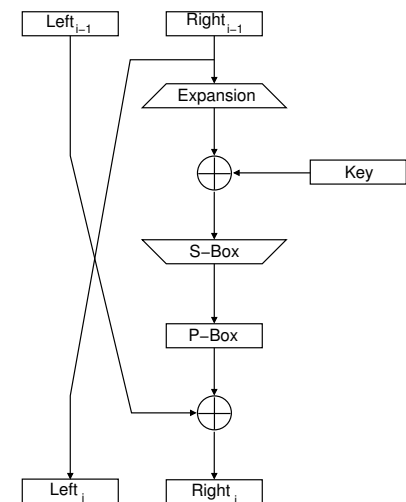 Left i−1 Right i−1
Expansion
Key
S−Box
P−Box
Left i Right i